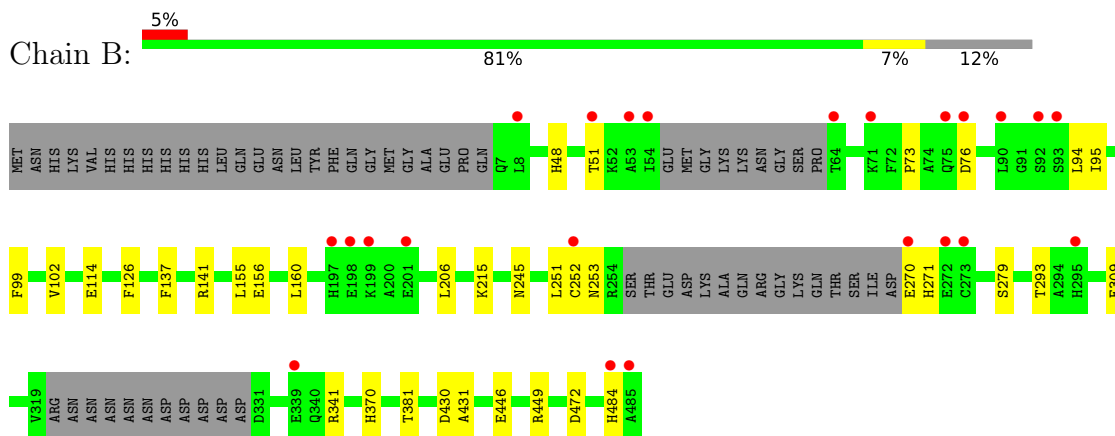 5%
Chain B:
81% 7% 12%
MET ASN HIS LYS VAL HIS HIS HIS HIS HIS HIS LEU GLN GLU ASN LEU TYR PHE GLN GLY MET GLY ALA GLU PRO GLN Q7 L8 H48 T51 K52 A53 I54 GLU MET GLY LYS LYS ASN GLY SER PRO T64 K71 F72 P73 A74 Q75 D76 L90 G91 S92 S93 L94 I95
F99 V102 E114 F126 F137 R141 L155 E156 L160 H197 E198 K199 A200 E201 L206 K215 N245 L251 C252 N253 R254 SER THR GLU ASP LYS ALA GLN ARG GLY LYS GLN THR SER ILE ASP E270 H271 E272 C273 S279 T293 A294 H295
V319 ARG ASN ASN ASN ASN ASN ASP ASP ASP ASP ASP D331 E339 Q340 R341 H370 T381 D430 A431 E446 R449 D472 H484 A485